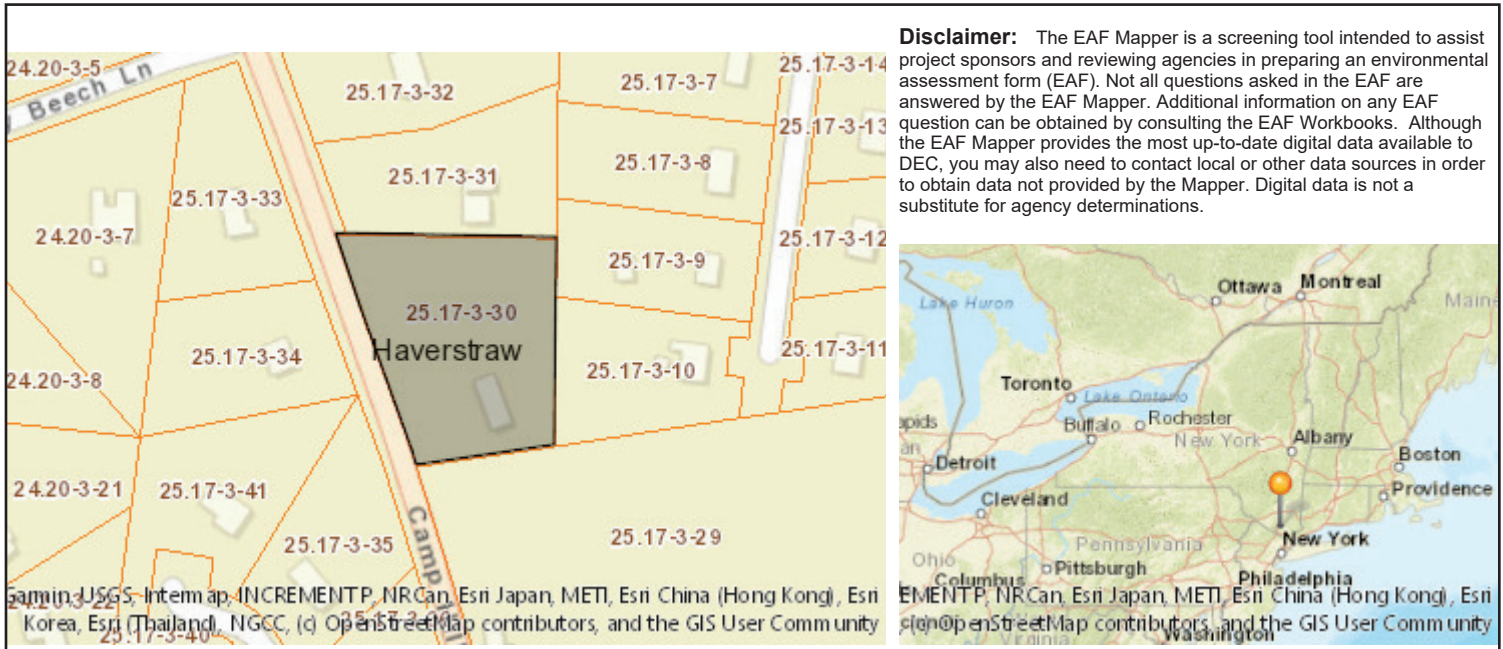 24.20-3-5
y Beech Ln
25.17-3-32
25.17-3-7
25.17-3-14
25.17-3-13
25.17-3-8
25.17-3-31
25.17-3-33
24.20-3-7
25.17-3-12
25.17-3-9
25.17-3-30
Haverstraw
25.17-3-34
25.17-3-11
25.17-3-10
24.20-3-8
24.20-3-21
25.17-3-41
25.17-3-35
25.17-3-29
Camp
24.20-3-22
25.17-3-40
Garmin, USGS, Intermap, INCREMENT P, NRCan, Esri Japan, METI, Esri China (Hong Kong), Esri
Korea, Esri (Thailand), NGCC, (c) OpenStreetMap contributors, and the GIS User Community
Disclaimer: The EAF Mapper is a screening tool intended to assist
project sponsors and reviewing agencies in preparing an environmental
assessment form (EAF). Not all questions asked in the EAF are
answered by the EAF Mapper. Additional information on any EAF
question can be obtained by consulting the EAF Workbooks. Although
the EAF Mapper provides the most up-to-date digital data available to
DEC, you may also need to contact local or other data sources in order
to obtain data not provided by the Mapper. Digital data is not a
substitute for agency determinations.
Ottawa
Montreal
Maine
Lake Huron
Toronto
Lake Ontario
Buffalo
Rochester
New York
Albany
apids
Detroit
Boston
Providence
Cleveland
New York
Pennsylvania
Ohio
Pittsburgh
Columbus
Philadelphia
EMENT P, NRCan, Esri Japan, METI, Esri China (Hong Kong), Esri
(c) OpenStreetMap contributors, and the GIS User Community
Virginia
Washington